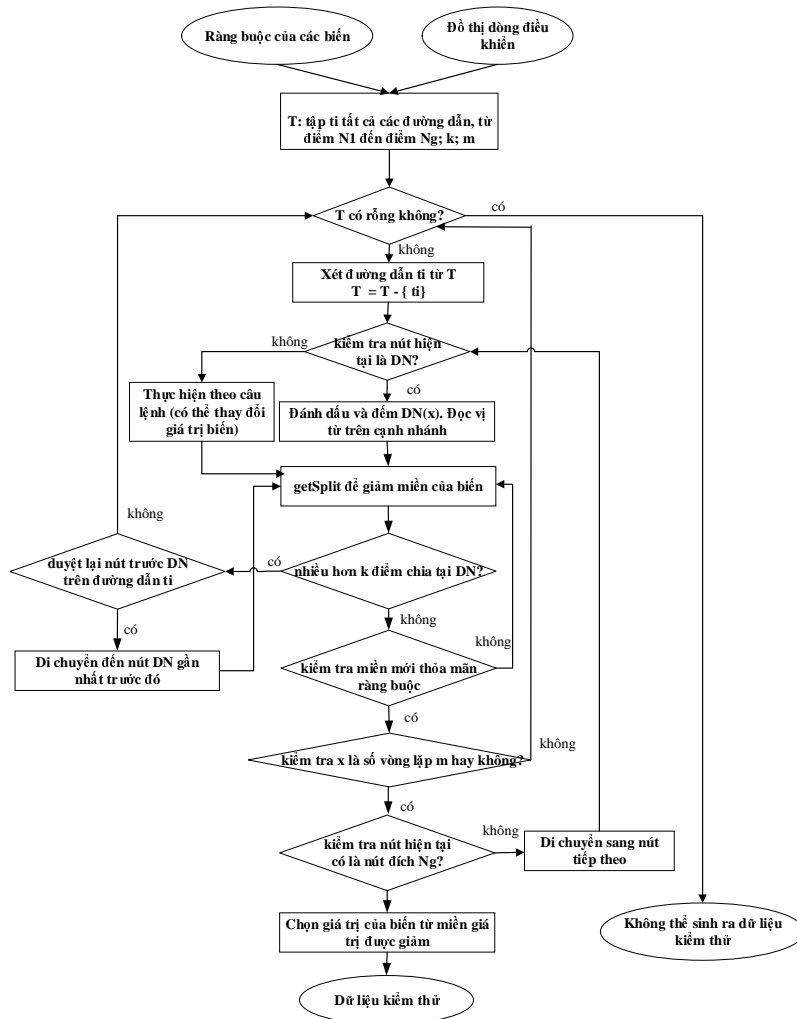 Ràng buộc của các biến
Đồ thị dòng điều
khiển
T: tập ti tất cả các đường dẫn, từ
điểm N1 đến điểm Ng; k; m
T có rỗng không?
có
không
Xét đường dẫn ti từ T
T = T - { ti}
kiểm tra nút hiện
tại là DN?
không
có
Thực hiện theo câu
lệnh (có thể thay đổi
giá trị biến)
Đánh dấu và đếm DN(x). Đọc vị
từ trên cạnh nhánh
getSplit để giảm miền của biến
không
duyệt lại nút trước DN
trên đường dẫn ti
có
nhiều hơn k điểm chia tại DN?
không
không
có
Di chuyển đến nút DN gần
nhất trước đó
kiểm tra miền mới thỏa mãn
ràng buộc
có
không
kiểm tra x là số vòng lặp m hay không?
có
không
kiểm tra nút hiện tại
có là nút đích Ng?
Di chuyển sang nút
tiếp theo
Chọn giá trị của biến từ miền giá
trị được giảm
Không thể sinh ra dữ liệu
kiểm thử
Dữ liệu kiểm thử